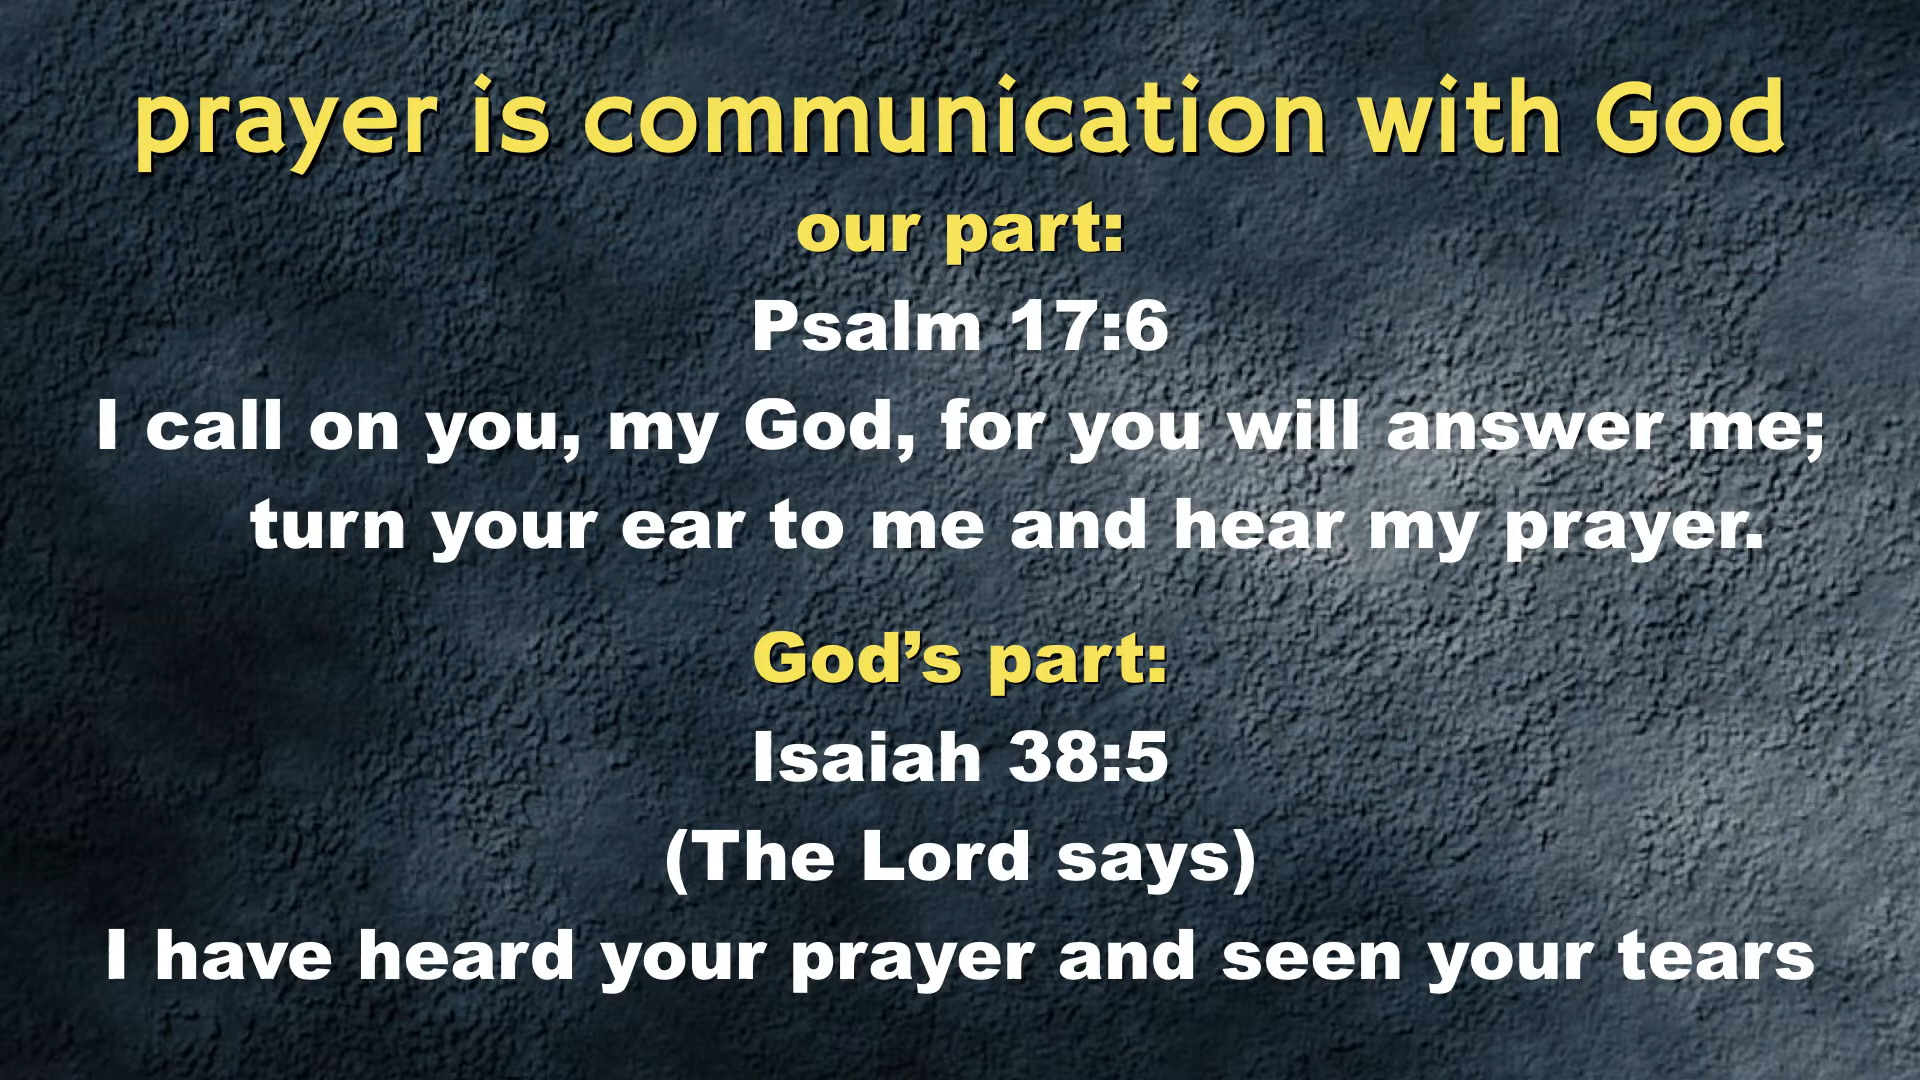 prayer is communication with God
our part:
Psalm 17:6
I call on you, my God, for you will answer me;
turn your ear to me and hear my prayer.
God’s part:
Isaiah 38:5
(The Lord says)
I have heard your prayer and seen your tears